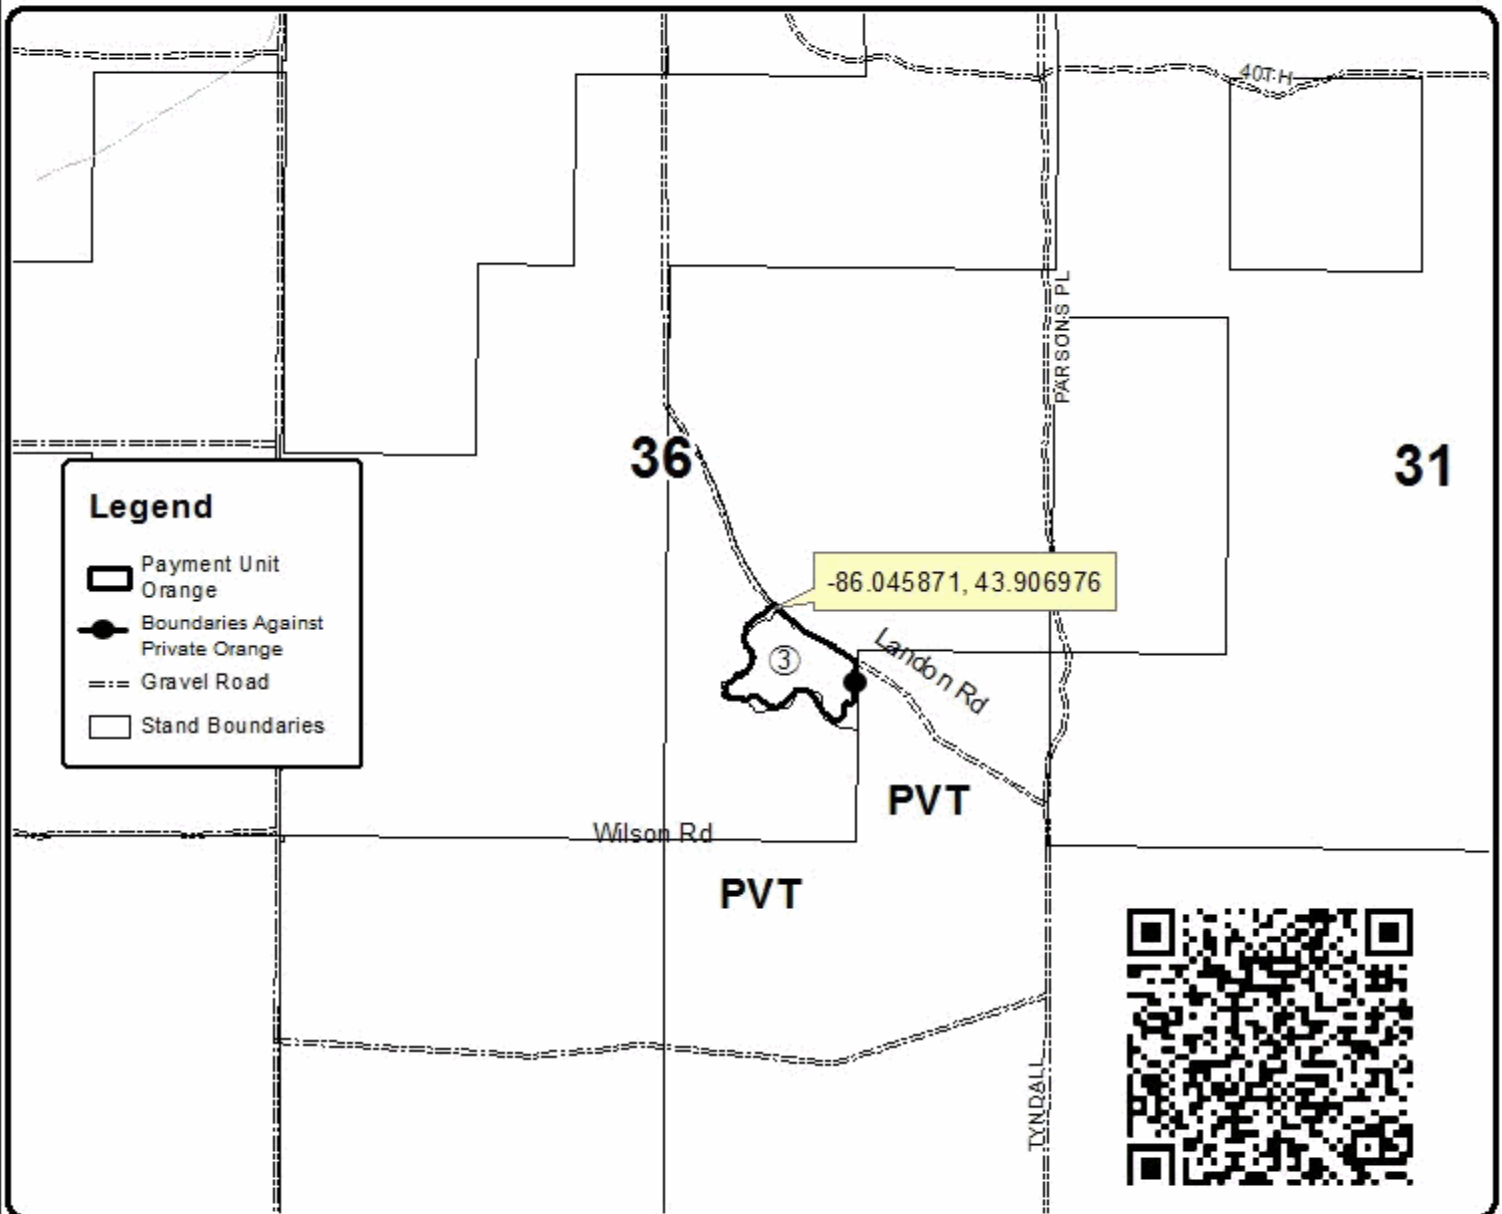 40TH
PARSONS PL
36
31
Legend
Payment Unit
Orange
Boundaries Against
Private Orange
Gravel Road
Stand Boundaries
-86.045871, 43.906976
3
Landon Rd
PVT
Wilson Rd
PVT
TYNDALL